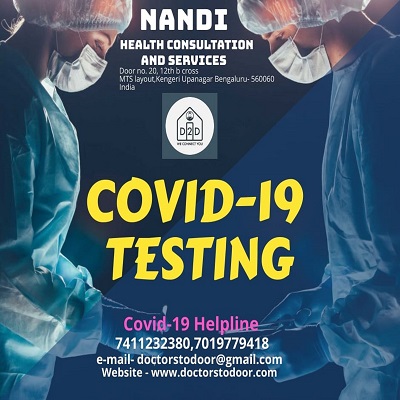 NANDI
HEALTH CONSULTATION
AND SERVICES
Door no. 20, 12th b cross
MTS layout,Kengeri Upanagar Bengaluru- 560060
India
D2D
WE CONNECT YOU
COVID-19
TESTING
Covid-19 Helpline
7411232380,7019779418
e-mail- doctorstodoor@gmail.com
Website - www.doctorstodoor.com